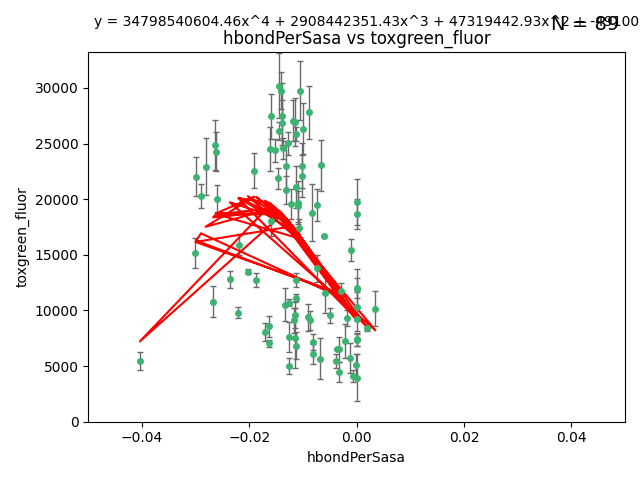 y = 34798540604.46x^4 + 2908442351.43x^3 + 47319442.93x^2 +
N = 89
hbondPerSasa vs toxgreen_fluor
30000
25000
20000
15000
10000
5000
0
toxgreen_fluor
−0.04
−0.02
0.00
0.02
0.04
hbondPerSasa